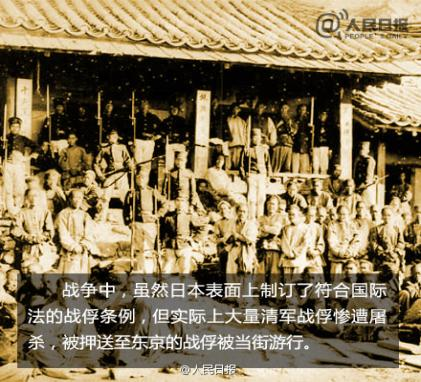 @人民日报
PEOPLE'S DAILY
战争中，虽然日本表面上制订了符合国际
法的战俘条例，但实际上大量清军战俘惨遭屠
杀，被押送至东京的战俘被当街游行。
@人民日报